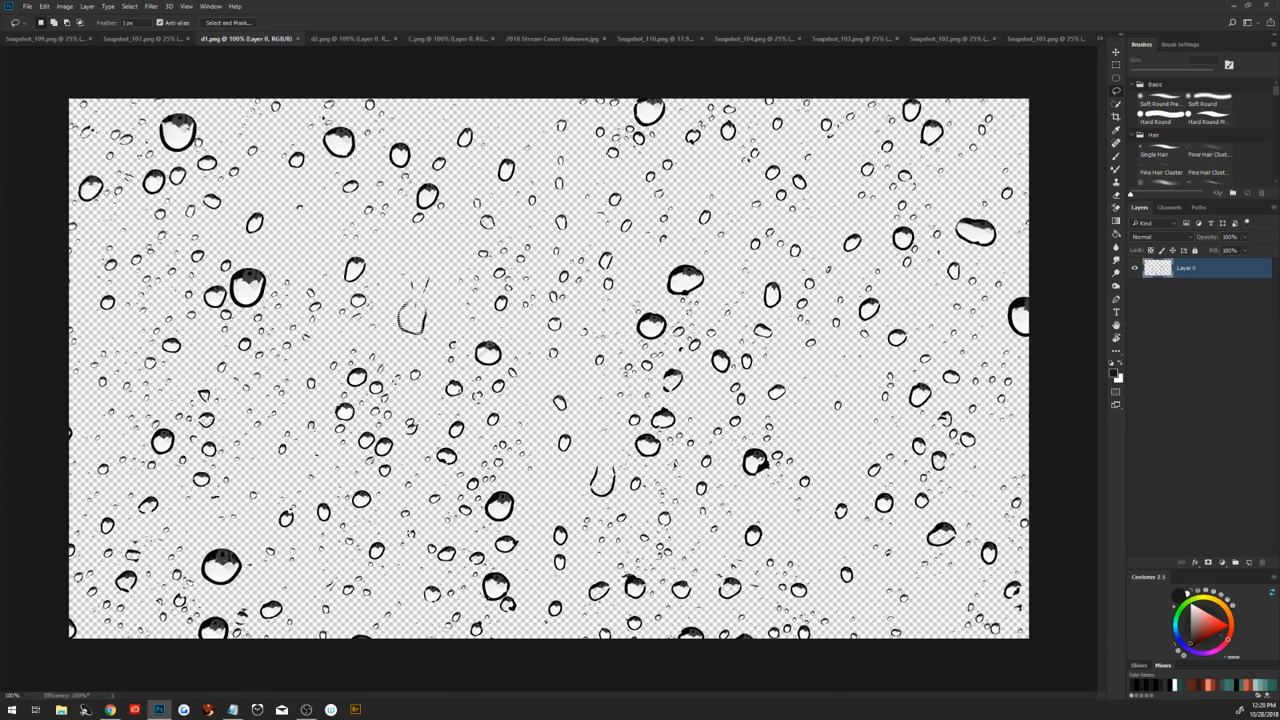 File Edit Image Layer Type Select Filter 3D View Window Help
Feather: 1 px Anti-alias Select and Mask...
Snapshot_109.png @ 25% (... Snapshot_107.png @ 25% (... d1.png @ 100% (Layer 0, RGB/8) d2.png @ 100% (Layer 0, R... C.png @ 100% (Layer 0, RG... 2018 Stream Cover Hallowen.jpg Snapshot_110.png @ 17.9... Snapshot_104.png @ 25% (... Snapshot_103.png @ 25% (... Snapshot_102.png @ 25% (... Snapshot_101.png @ 25% (...
Brushes Brush Settings
Size:
Basic
Soft Round Pre... Soft Round
Hard Round Hard Round Pr...
Hair
Single Hair Finer Hair Clust...
Fine Hair Cluster Fine Hair Clust...
Layers Channels Paths
Kind
Normal Opacity: 100%
Lock: Fill: 100%
Layer 0
Coolorus 2.5
Sliders Mixers
Color history
100% Efficiency: 100%*
12:28 PM
10/28/2018